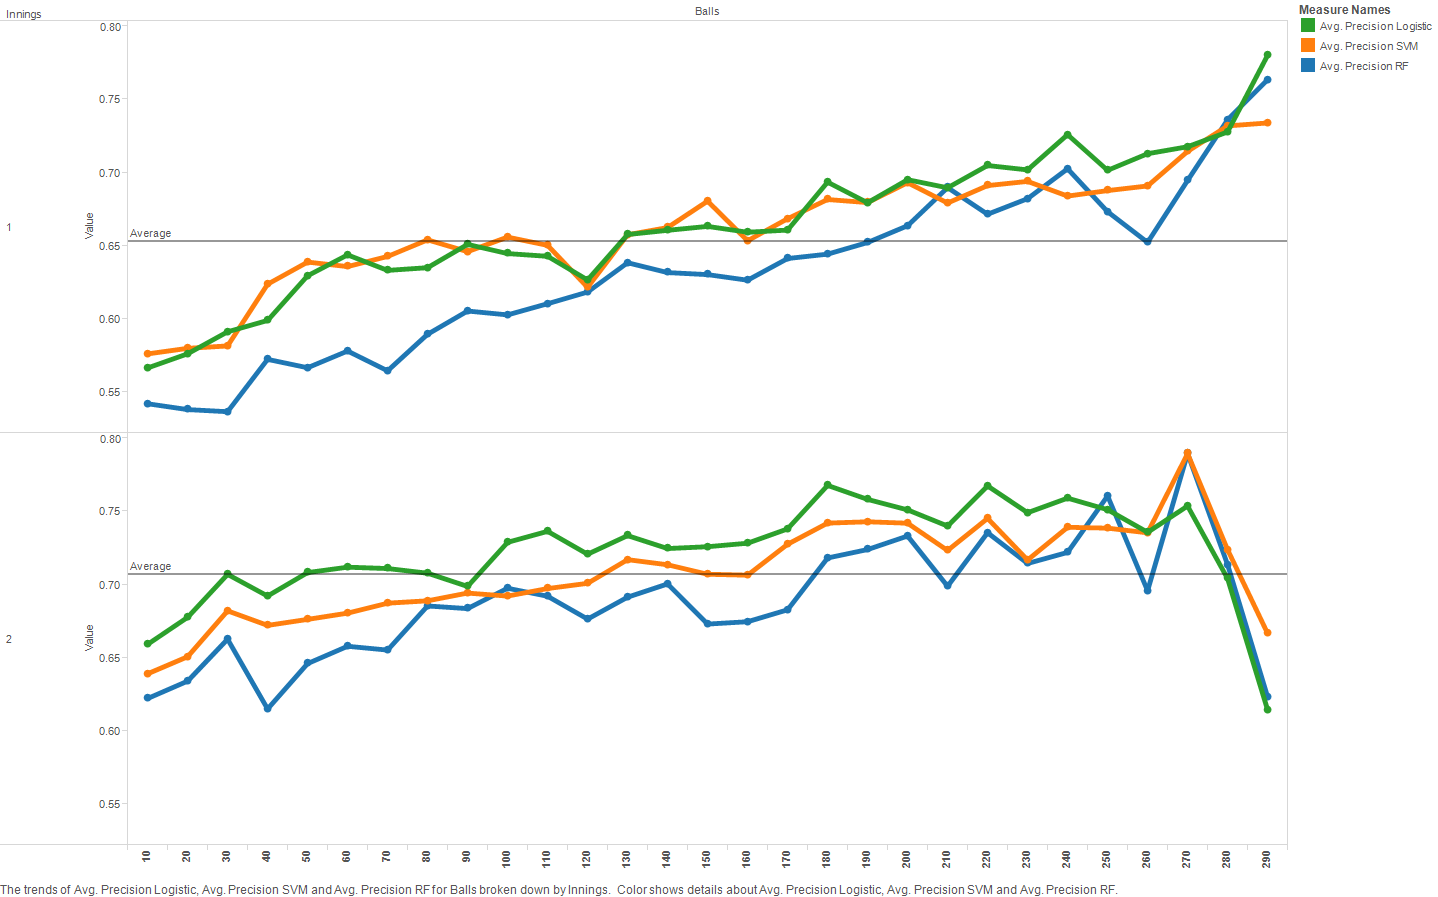 Innings
Balls
Measure Names
Avg. Precision Logistic
Avg. Precision SVM
Avg. Precision RF
1
Value
0.80
0.75
0.70
0.65
0.60
0.55
Average
2
Value
0.80
0.75
0.70
0.65
0.60
0.55
Average
10 20 30 40 50 60 70 80 90 100 110 120 130 140 150 160 170 180 190 200 210 220 230 240 250 260 270 280 290
The trends of Avg. Precision Logistic, Avg. Precision SVM and Avg. Precision RF for Balls broken down by Innings.  Color shows details about Avg. Precision Logistic, Avg. Precision SVM and Avg. Precision RF.